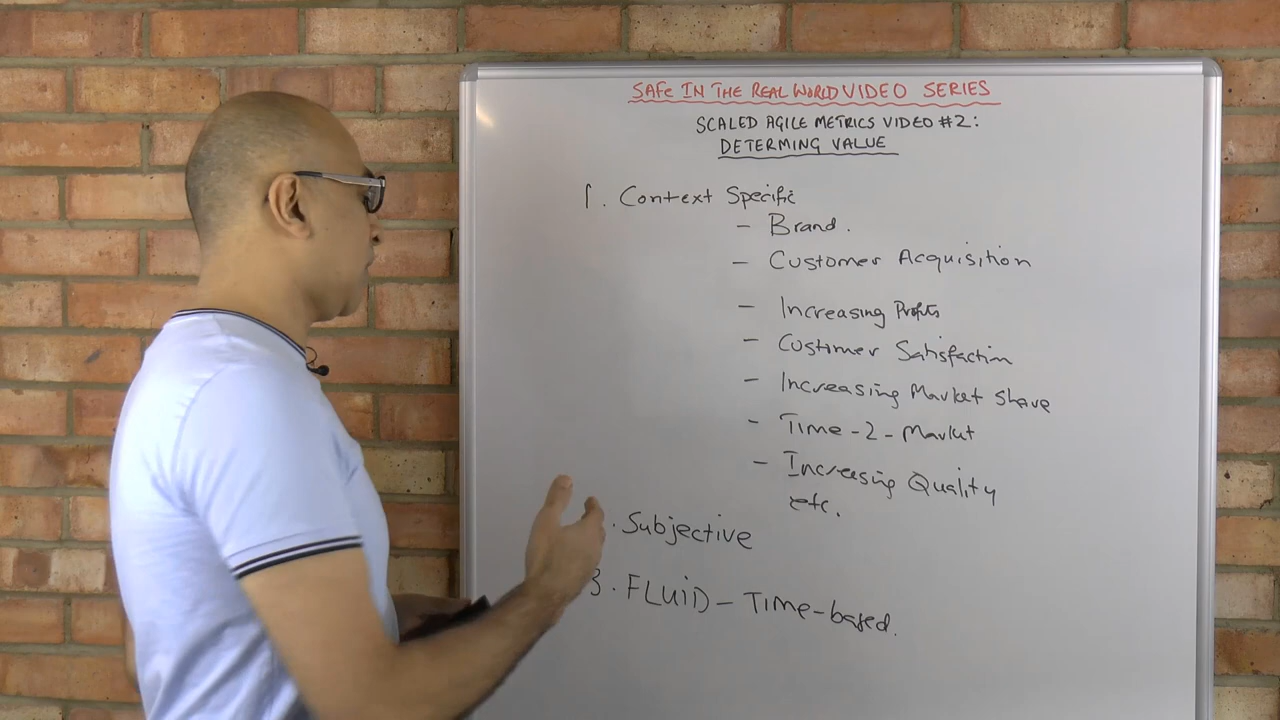 SAFe IN THE REAL WORLD VIDEO SERIES
SCALED AGILE METRICS VIDEO #2:
DETERMING VALUE
1. Context Specific
- Brand.
- Customer Acquisition
- Increasing Profits
- Customer Satisfaction
- Increasing Market Share
- Time-2-Market
- Increasing Quality
etc.
. Subjective
3. FLUID - Time-based.